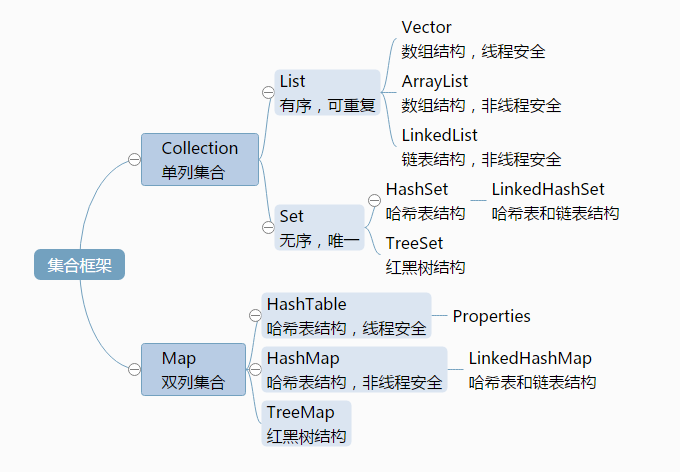 集合框架
Collection
单列集合
List
有序，可重复
Vector
数组结构，线程安全
ArrayList
数组结构，非线程安全
LinkedList
链表结构，非线程安全
Set
无序，唯一
HashSet
哈希表结构
LinkedHashSet
哈希表和链表结构
TreeSet
红黑树结构
Map
双列集合
HashTable
哈希表结构，线程安全
Properties
HashMap
哈希表结构，非线程安全
LinkedHashMap
哈希表和链表结构
TreeMap
红黑树结构